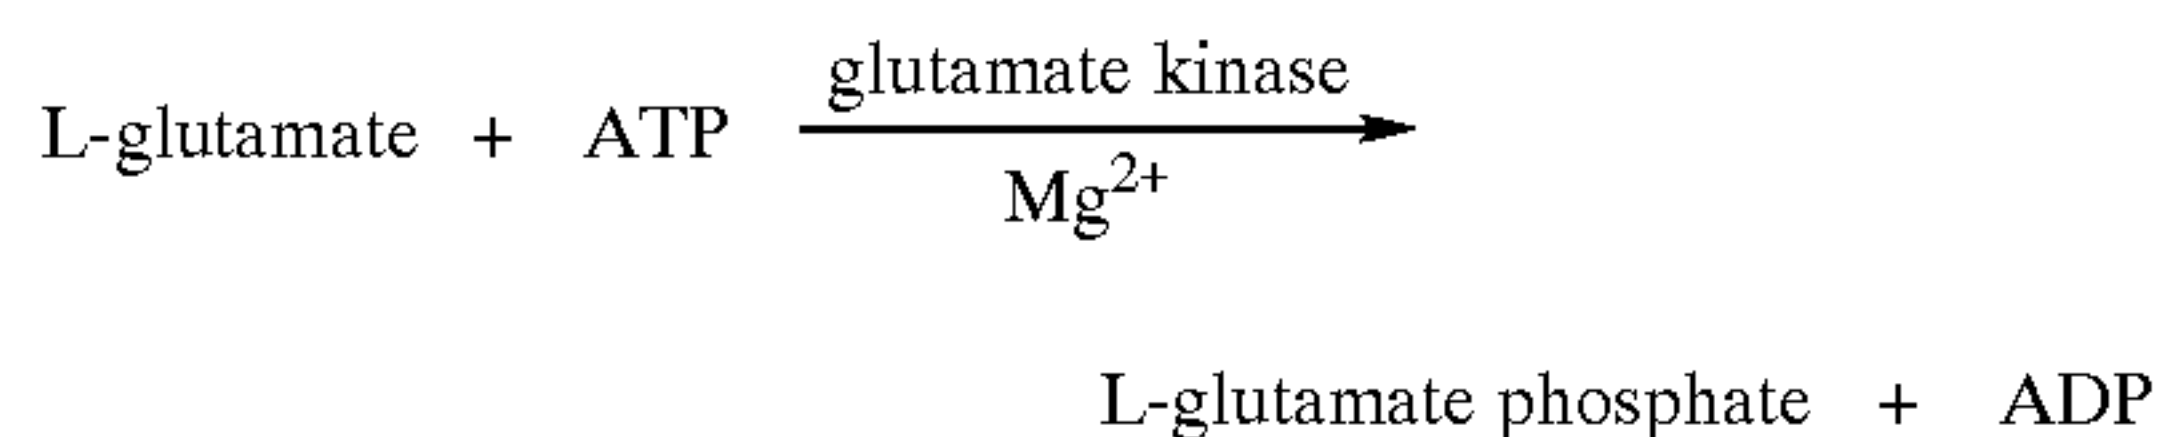 glutamate kinase
L-glutamate + ATP
Mg²⁺
L-glutamate phosphate + ADP